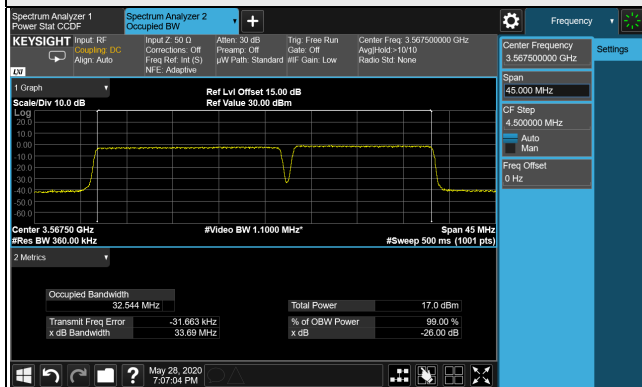 Spectrum Analyzer 1
Power Stat CCDF
Spectrum Analyzer 2
Occupied BW
Frequency
KEYSIGHT
Input: RF
Coupling: DC
Align: Auto
LXI
Input Z: 50 Ω
Corrections: Off
Freq Ref: Int (S)
NFE: Adaptive
Atten: 30 dB
Preamp: Off
µW Path: Standard
Trig: Free Run
Gate: Off
#IF Gain: Low
Center Freq: 3.567500000 GHz
Avg|Hold:>10/10
Radio Std: None
Center Frequency
3.567500000 GHz
Settings
Span
45.000 MHz
CF Step
4.500000 MHz
Auto
Man
Freq Offset
0 Hz
1 Graph
Scale/Div 10.0 dB
Ref Lvl Offset 15.00 dB
Ref Value 30.00 dBm
Log
20.0
10.0
0.00
-10.0
-20.0
-30.0
-40.0
-50.0
-60.0
Center 3.56750 GHz
#Res BW 360.00 kHz
#Video BW 1.1000 MHz*
Span 45 MHz
#Sweep 500 ms (1001 pts)
2 Metrics
Occupied Bandwidth
32.544 MHz
Total Power 17.0 dBm
Transmit Freq Error -31.663 kHz
% of OBW Power 99.00 %
x dB Bandwidth 33.69 MHz
x dB -26.00 dB
?
May 28, 2020
7:07:04 PM